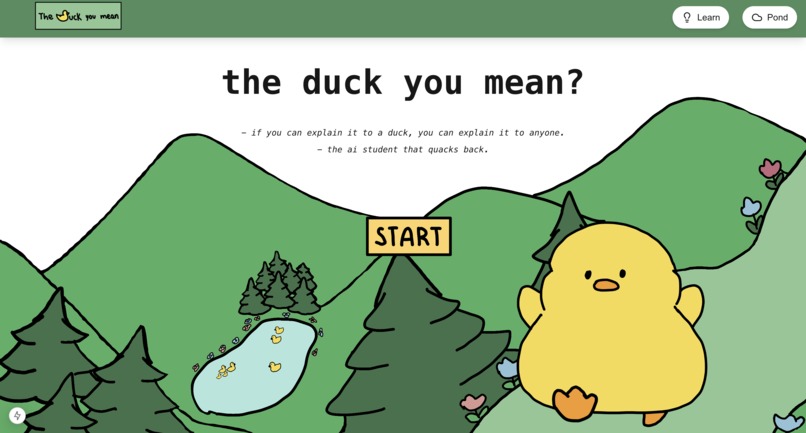 The Duck you mean
Learn
Pond
the duck you mean?
- if you can explain it to a duck, you can explain it to anyone.
- the ai student that quacks back.
START